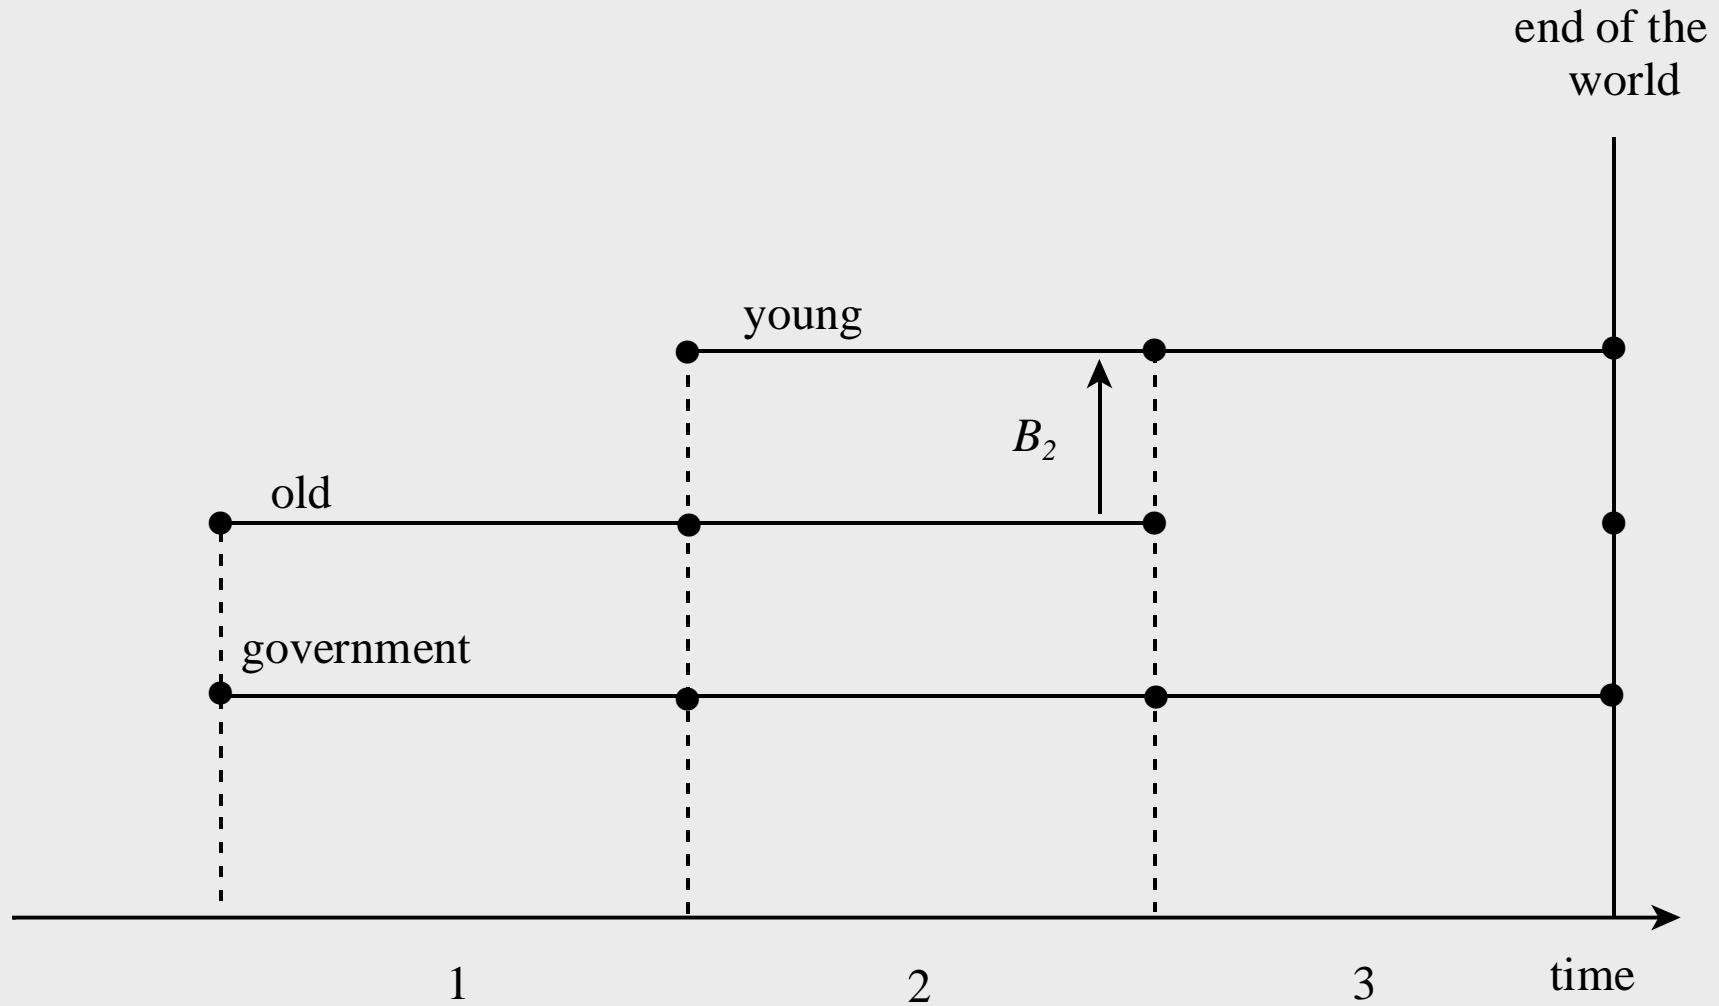 end of the
world
young
B₂
old
government
1
2
3
time